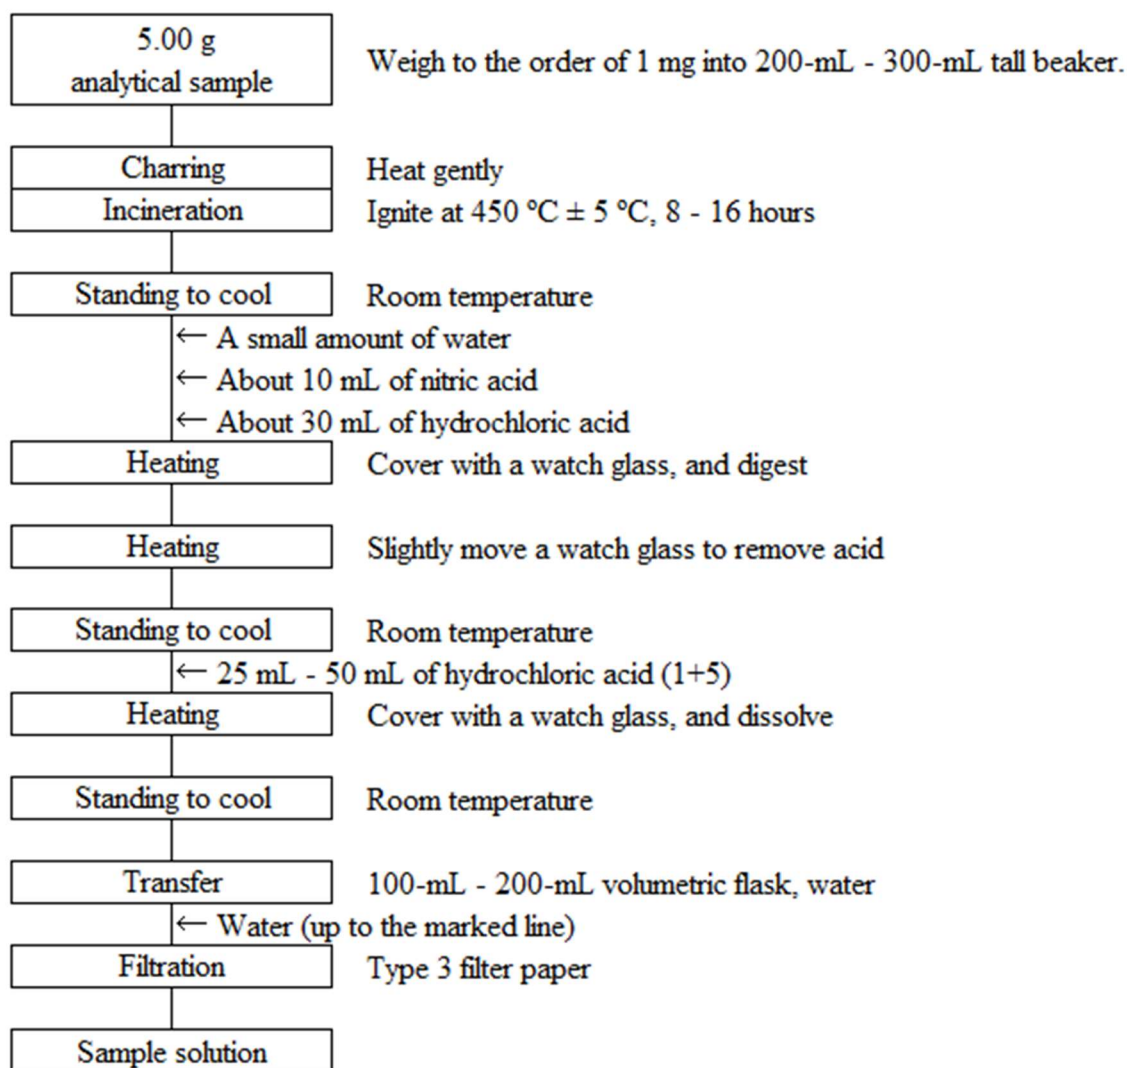 5.00 g
analytical sample
Weigh to the order of 1 mg into 200-mL - 300-mL tall beaker.
Charring
Heat gently
Incineration
Ignite at 450 ºC ± 5 ºC, 8 - 16 hours
Standing to cool
Room temperature
← A small amount of water
← About 10 mL of nitric acid
← About 30 mL of hydrochloric acid
Heating
Cover with a watch glass, and digest
Heating
Slightly move a watch glass to remove acid
Standing to cool
Room temperature
← 25 mL - 50 mL of hydrochloric acid (1+5)
Heating
Cover with a watch glass, and dissolve
Standing to cool
Room temperature
Transfer
100-mL - 200-mL volumetric flask, water
← Water (up to the marked line)
Filtration
Type 3 filter paper
Sample solution